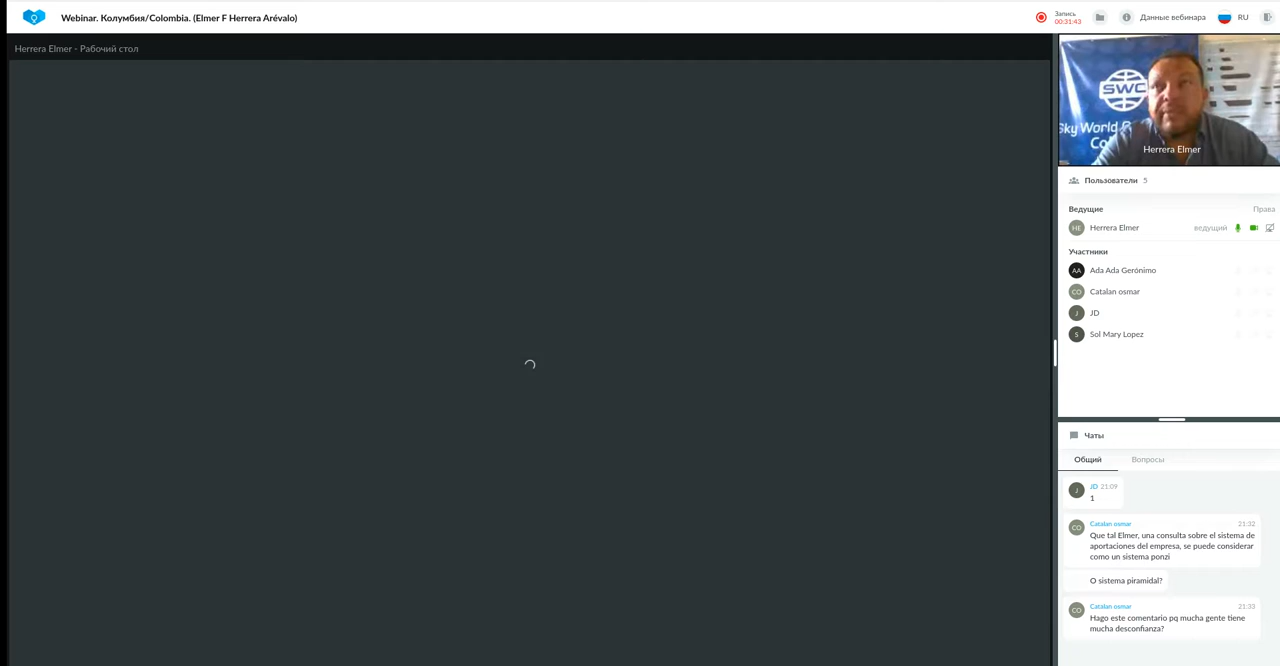 Webinar. Колумбия/Colombia. (Elmer F Herrera Arévalo)
Запись
00:31:43
Данные вебинара
RU
Herrera Elmer - Рабочий стол
SWC
Sky World
Co
Herrera Elmer
Пользователи 5
Ведущие Права
HE Herrera Elmer ведущий
Участники
AA Ada Ada Gerónimo
CO Catalan osmar
J JD
S Sol Mary Lopez
Чаты
Общий Вопросы
J JD 21:09
1
CO Catalan osmar 21:32
Que tal Elmer, una consulta sobre el sistema de
aportaciones del empresa, se puede considerar
como un sistema ponzi
O sistema piramidal?
CO Catalan osmar 21:33
Hago este comentario pq mucha gente tiene
mucha desconfianza?